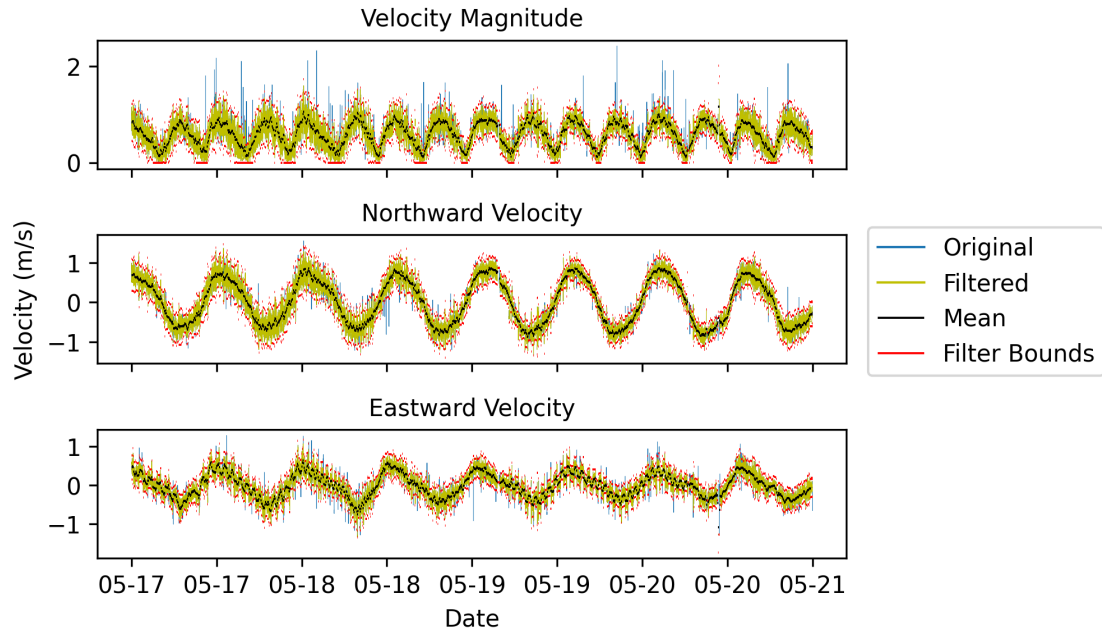 Velocity Magnitude
2
0
Northward Velocity
1
0
−1
Velocity (m/s)
Original
Filtered
Mean
Filter Bounds
Eastward Velocity
1
0
−1
05-17 05-17 05-18 05-18 05-19 05-19 05-20 05-20 05-21
Date